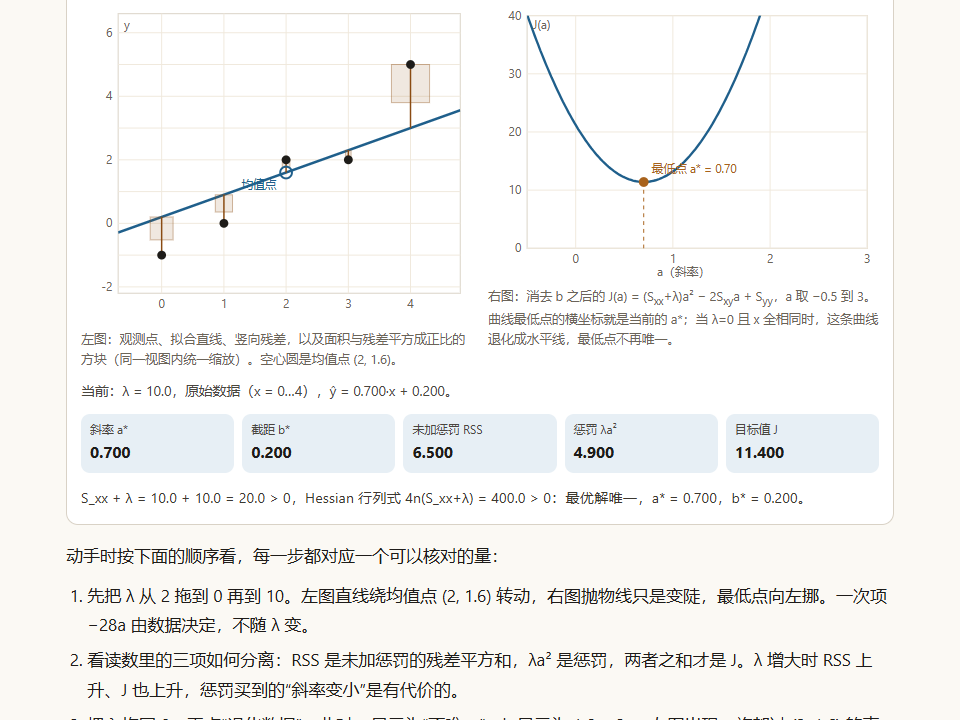 y
6
4
2
0
-2
0
1
2
3
4
均值点
J(a)
40
30
20
10
0
0
1
2
3
最低点 a* = 0.70
a（斜率）
左图：观测点、拟合直线、竖向残差，以及面积与残差平方成正比的
方块（同一视图内统一缩放）。空心圆是均值点 (2, 1.6)。
右图：消去 b 之后的 J(a) = (Sxx+λ)a² − 2Sxya + Syy，a 取 −0.5 到 3。
曲线最低点的横坐标就是当前的 a*；当 λ=0 且 x 全相同时，这条曲线
退化成水平线，最低点不再唯一。
当前：λ = 10.0，原始数据（x = 0…4），ŷ = 0.700·x + 0.200。
斜率 a*
0.700
截距 b*
0.200
未加惩罚 RSS
6.500
惩罚 λa²
4.900
目标值 J
11.400
S_xx + λ = 10.0 + 10.0 = 20.0 > 0，Hessian 行列式 4n(S_xx+λ) = 400.0 > 0：最优解唯一，a* = 0.700，b* = 0.200。
动手时按下面的顺序看，每一步都对应一个可以核对的量：
1. 先把 λ 从 2 拖到 0 再到 10。左图直线绕均值点 (2, 1.6) 转动，右图抛物线只是变陡，最低点向左挪。一次项
−28a 由数据决定，不随 λ 变。
2. 看读数里的三项如何分离：RSS 是未加惩罚的残差平方和，λa² 是惩罚，两者之和才是 J。λ 增大时 RSS 上
升、J 也上升，惩罚买到的“斜率变小”是有代价的。